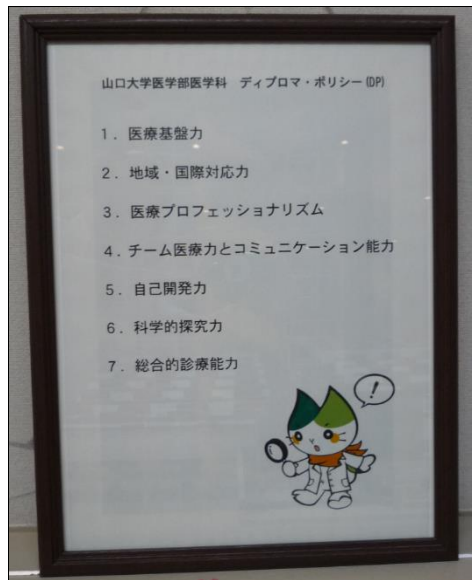 山口大学医学部医学科　ディプロマ・ポリシー(DP)
1．医療基盤力
2．地域・国際対応力
3．医療プロフェッショナリズム
4．チーム医療力とコミュニケーション能力
5．自己開発力
6．科学的探究力
7．総合的診療能力
!